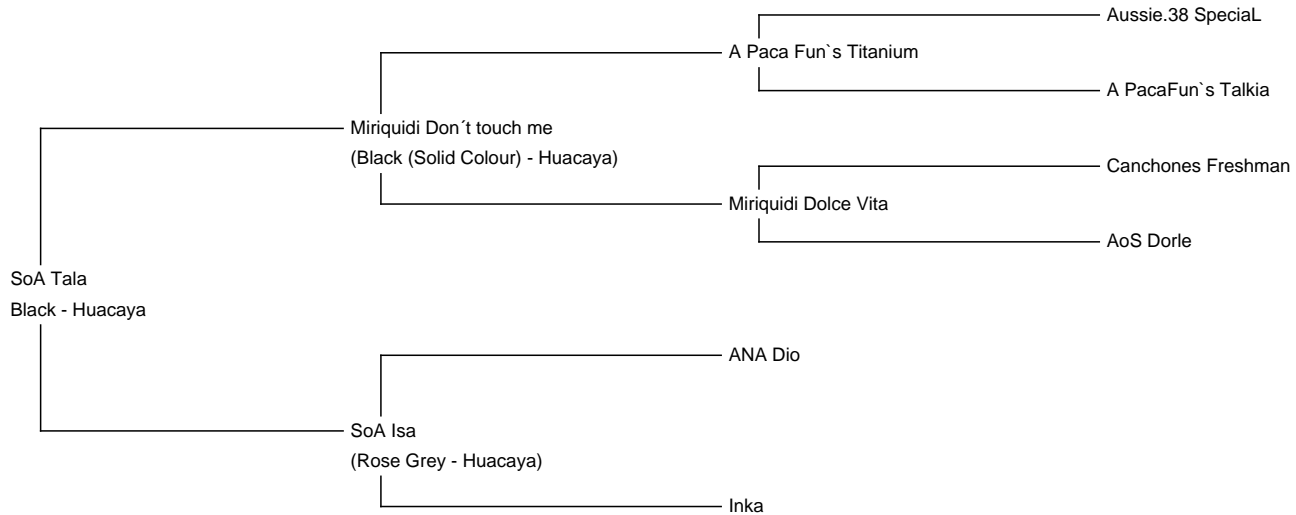 Aussie.38 SpeciaL
A Paca Fun`s Titanium
A PacaFun`s Talkia
Miriquidi Don´t touch me
(Black (Solid Colour) - Huacaya)
Canchones Freshman
Miriquidi Dolce Vita
AoS Dorle
SoA Tala
Black - Huacaya
ANA Dio
SoA Isa
(Rose Grey - Huacaya)
Inka